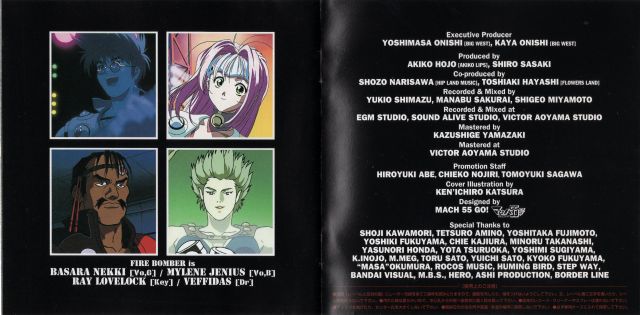 FIRE BOMBER is
BASARA NEKKI [Vo,G] / MYLENE JENIUS [Vo,B]
RAY LOVELOCK [Key] / VEFFIDAS [Dr]
Executive Producer
YOSHIMASA ONISHI [BIG WEST], KAYA ONISHI [BIG WEST]
Produced by
AKIKO HOJO [AKIKO LIPS], SHIRO SASAKI
Co-produced by
SHOZO NARISAWA [HIP LAND MUSIC], TOSHIAKI HAYASHI [FLOWERS LAND]
Recorded & Mixed by
YUKIO SHIMAZU, MANABU SAKURAI, SHIGEO MIYAMOTO
Recorded & Mixed at
EGM STUDIO, SOUND ALIVE STUDIO, VICTOR AOYAMA STUDIO
Mastered by
KAZUSHIGE YAMAZAKI
Mastered at
VICTOR AOYAMA STUDIO
Promotion Staff
HIROYUKI ABE, CHIEKO NOJIRI, TOMOYUKI SAGAWA
Cover Illustration by
KEN'ICHIRO KATSURA
Designed by
MACH 55 GO!
Special Thanks to
SHOJI KAWAMORI, TETSURO AMINO, YOSHITAKA FUJIMOTO,
YOSHIKI FUKUYAMA, CHIE KAJIURA, MINORU TAKANASHI,
YASUNORI HONDA, YOTA TSURUOKA, YOSHIMI SUGIYAMA,
K.INOJO, M.MEG, TORU SATO, YUICHI SATO, KYOKO FUKUYAMA,
"MASA"OKUMURA, ROCOS MUSIC, HUMING BIRD, STEP WAY,
BANDAI VISUAL, M.B.S., HERO, ASHI PRODUCTION, BORDER LINE